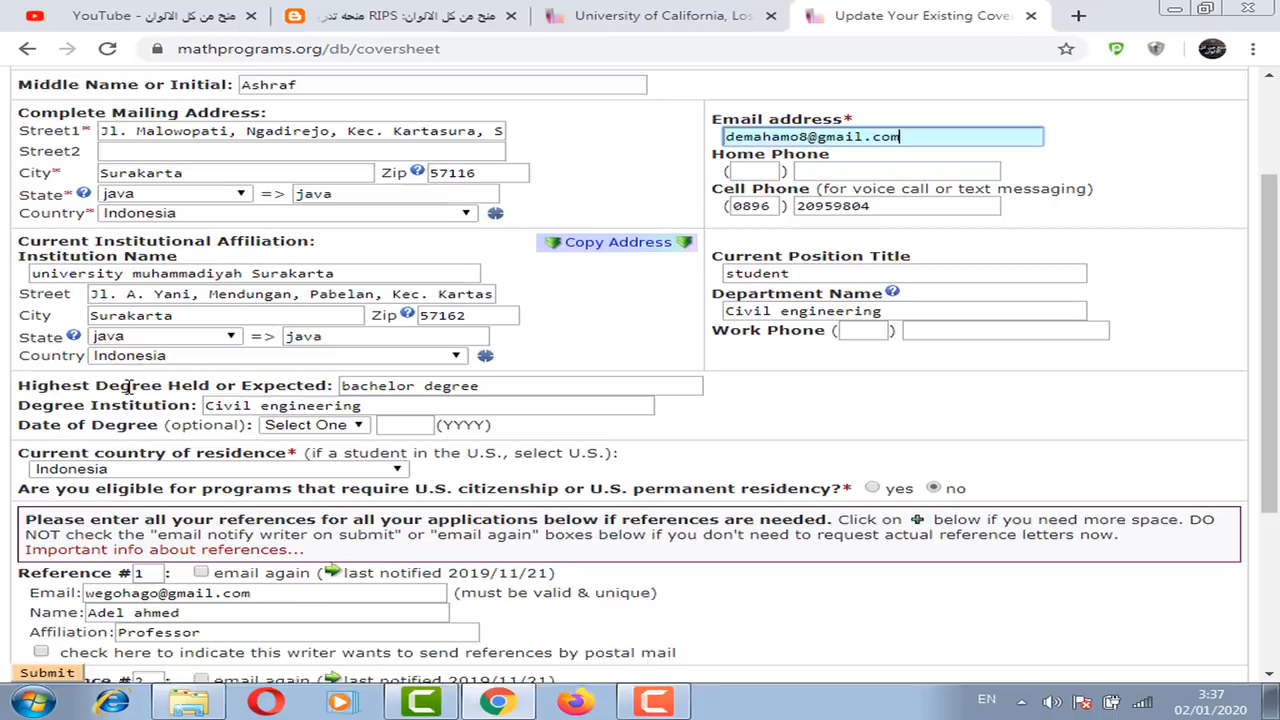 YouTube - منح من كل الالوان
منح من كل الالوان: RIPS منحه تدري
University of California, Los
Update Your Existing Cove
mathprograms.org/db/coversheet
Middle Name or Initial: Ashraf
Complete Mailing Address:
Street1* Jl. Malowopati, Ngadirejo, Kec. Kartasura, S
Street2
City* Surakarta Zip 57116
State* java => java
Country* Indonesia
Email address*
demahamo8@gmail.com
Home Phone
( )
Cell Phone (for voice call or text messaging)
(0896 ) 20959804
Current Institutional Affiliation:
Copy Address
Institution Name
university muhammadiyah Surakarta
Street Jl. A. Yani, Mendungan, Pabelan, Kec. Kartas
City Surakarta Zip 57162
State java => java
Country Indonesia
Current Position Title
student
Department Name
Civil engineering
Work Phone ( )
Highest Degree Held or Expected: bachelor degree
Degree Institution: Civil engineering
Date of Degree (optional): Select One (YYYY)
Current country of residence* (if a student in the U.S., select U.S.):
Indonesia
Are you eligible for programs that require U.S. citizenship or U.S. permanent residency?* yes no
Please enter all your references for all your applications below if references are needed. Click on + below if you need more space. DO
NOT check the "email notify writer on submit" or "email again" boxes below if you don't need to request actual reference letters now.
Important info about references...
Reference #1 : email again (last notified 2019/11/21)
Email: wegohago@gmail.com (must be valid & unique)
Name: Adel ahmed
Affiliation: Professor
check here to indicate this writer wants to send references by postal mail
Submit
EN
3:37
02/01/2020